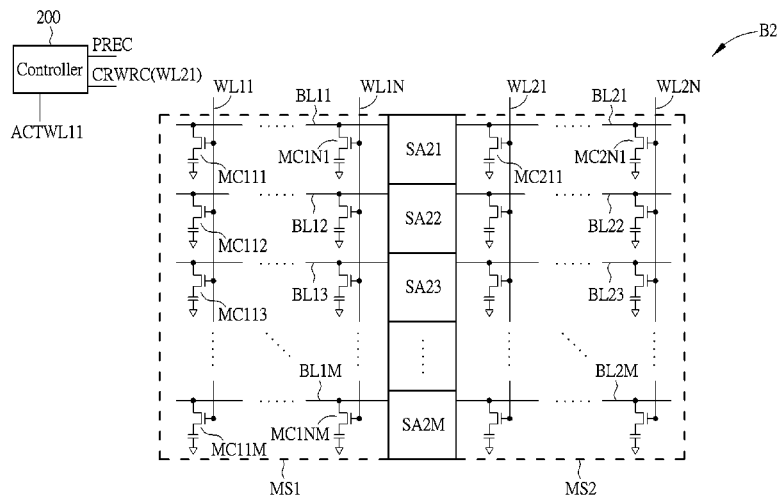 200
B2
PREC
Controller
CRWRC(WL21)
WL11 WL1N WL21 WL2N
BL11 BL21
ACTWL11
MC1N1 SA21 MC2N1
MC111 MC211
BL12 SA22 BL22
MC112
BL13 SA23 BL23
MC113
BL1M BL2M
MC1NM SA2M
MC11M
MS1 MS2